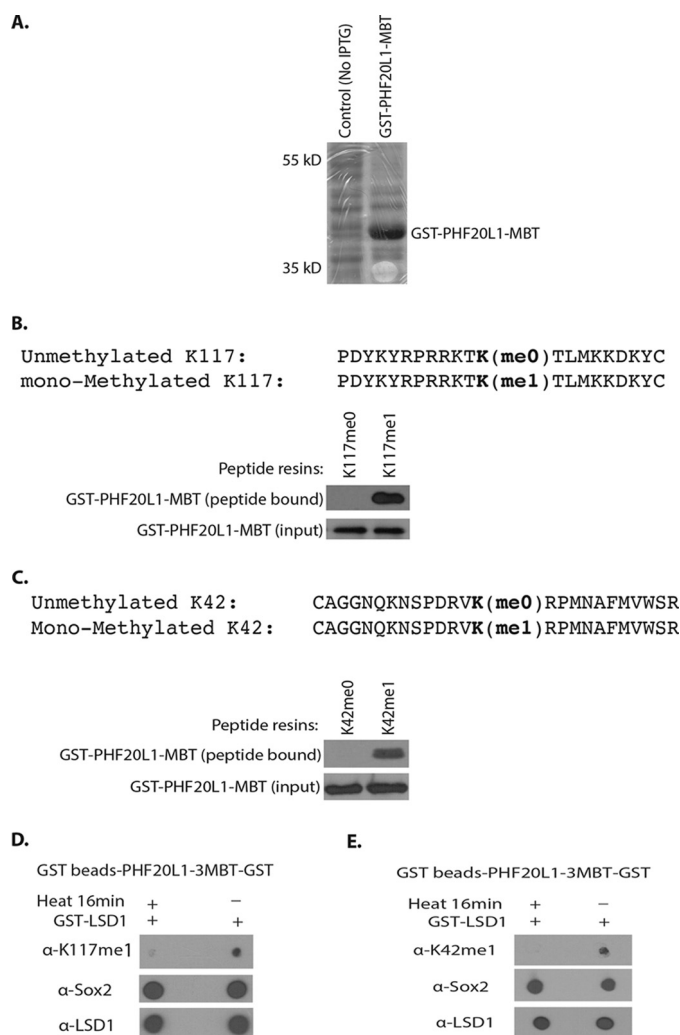 A.
Control (No IPTG)
GST-PHF20L1-MBT
55 kD
GST-PHF20L1-MBT
35 kD
B.
Unmethylated K117: PDYKYRPRRKTK(me0)TLMKKDKYC
mono-Methylated K117: PDYKYRPRRKTK(me1)TLMKKDKYC
Peptide resins: K117me0 K117me1
GST-PHF20L1-MBT (peptide bound)
GST-PHF20L1-MBT (input)
C.
Unmethylated K42: CAGGNQKNSPDRVK(me0)RPMNAFMVWSR
Mono-Methylated K42: CAGGNQKNSPDRVK(me1)RPMNAFMVWSR
Peptide resins: K42me0 K42me1
GST-PHF20L1-MBT (peptide bound)
GST-PHF20L1-MBT (input)
D.
GST beads-PHF20L1-3MBT-GST
Heat 16min + −
GST-LSD1 + +
α-K117me1
α-Sox2
α-LSD1
E.
GST beads-PHF20L1-3MBT-GST
Heat 16min + −
GST-LSD1 + +
α-K42me1
α-Sox2
α-LSD1